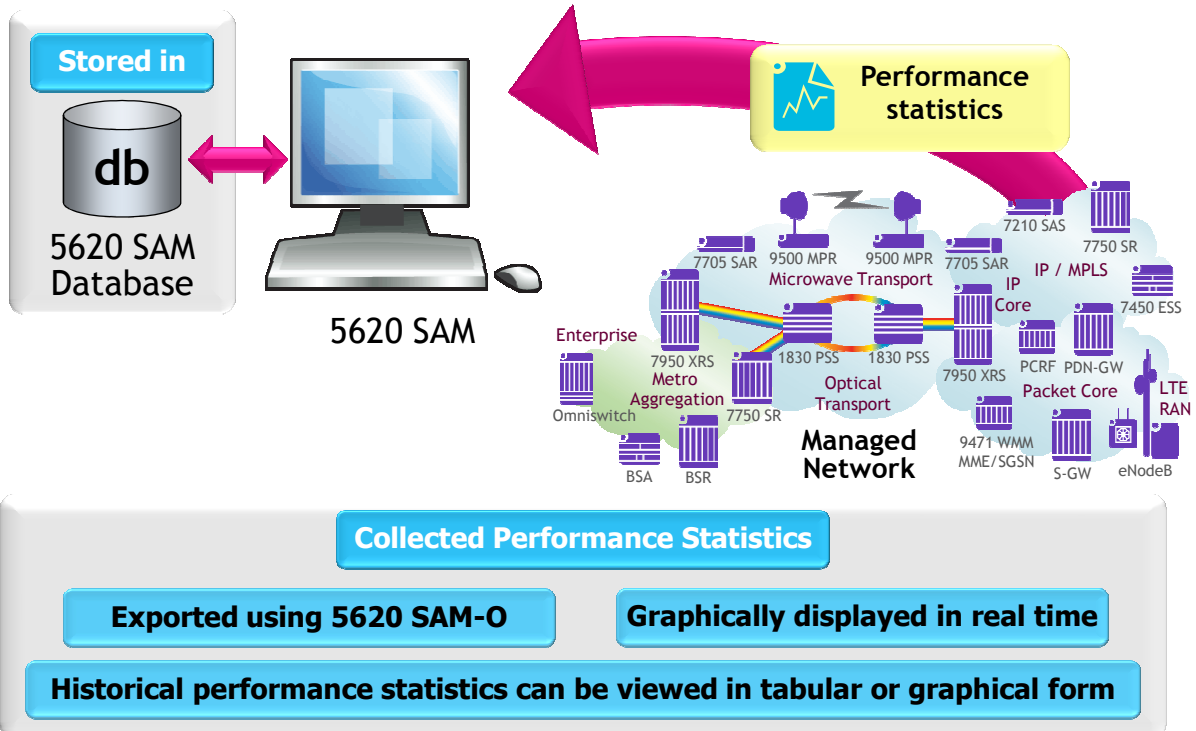 Stored in
db
5620 SAM
Database
5620 SAM
Performance
statistics
7210 SAS
7750 SR
7705 SAR
9500 MPR
9500 MPR
7705 SAR
IP / MPLS
Microwave Transport
IP
Core
7450 ESS
Enterprise
7950 XRS
1830 PSS
1830 PSS
7950 XRS
PCRF
PDN-GW
Metro
Aggregation
7750 SR
Optical
Transport
Packet Core
LTE
RAN
Omniswitch
BSA
BSR
Managed
Network
9471 WMM
MME/SGSN
S-GW
eNodeB
Collected Performance Statistics
Exported using 5620 SAM-O
Graphically displayed in real time
Historical performance statistics can be viewed in tabular or graphical form